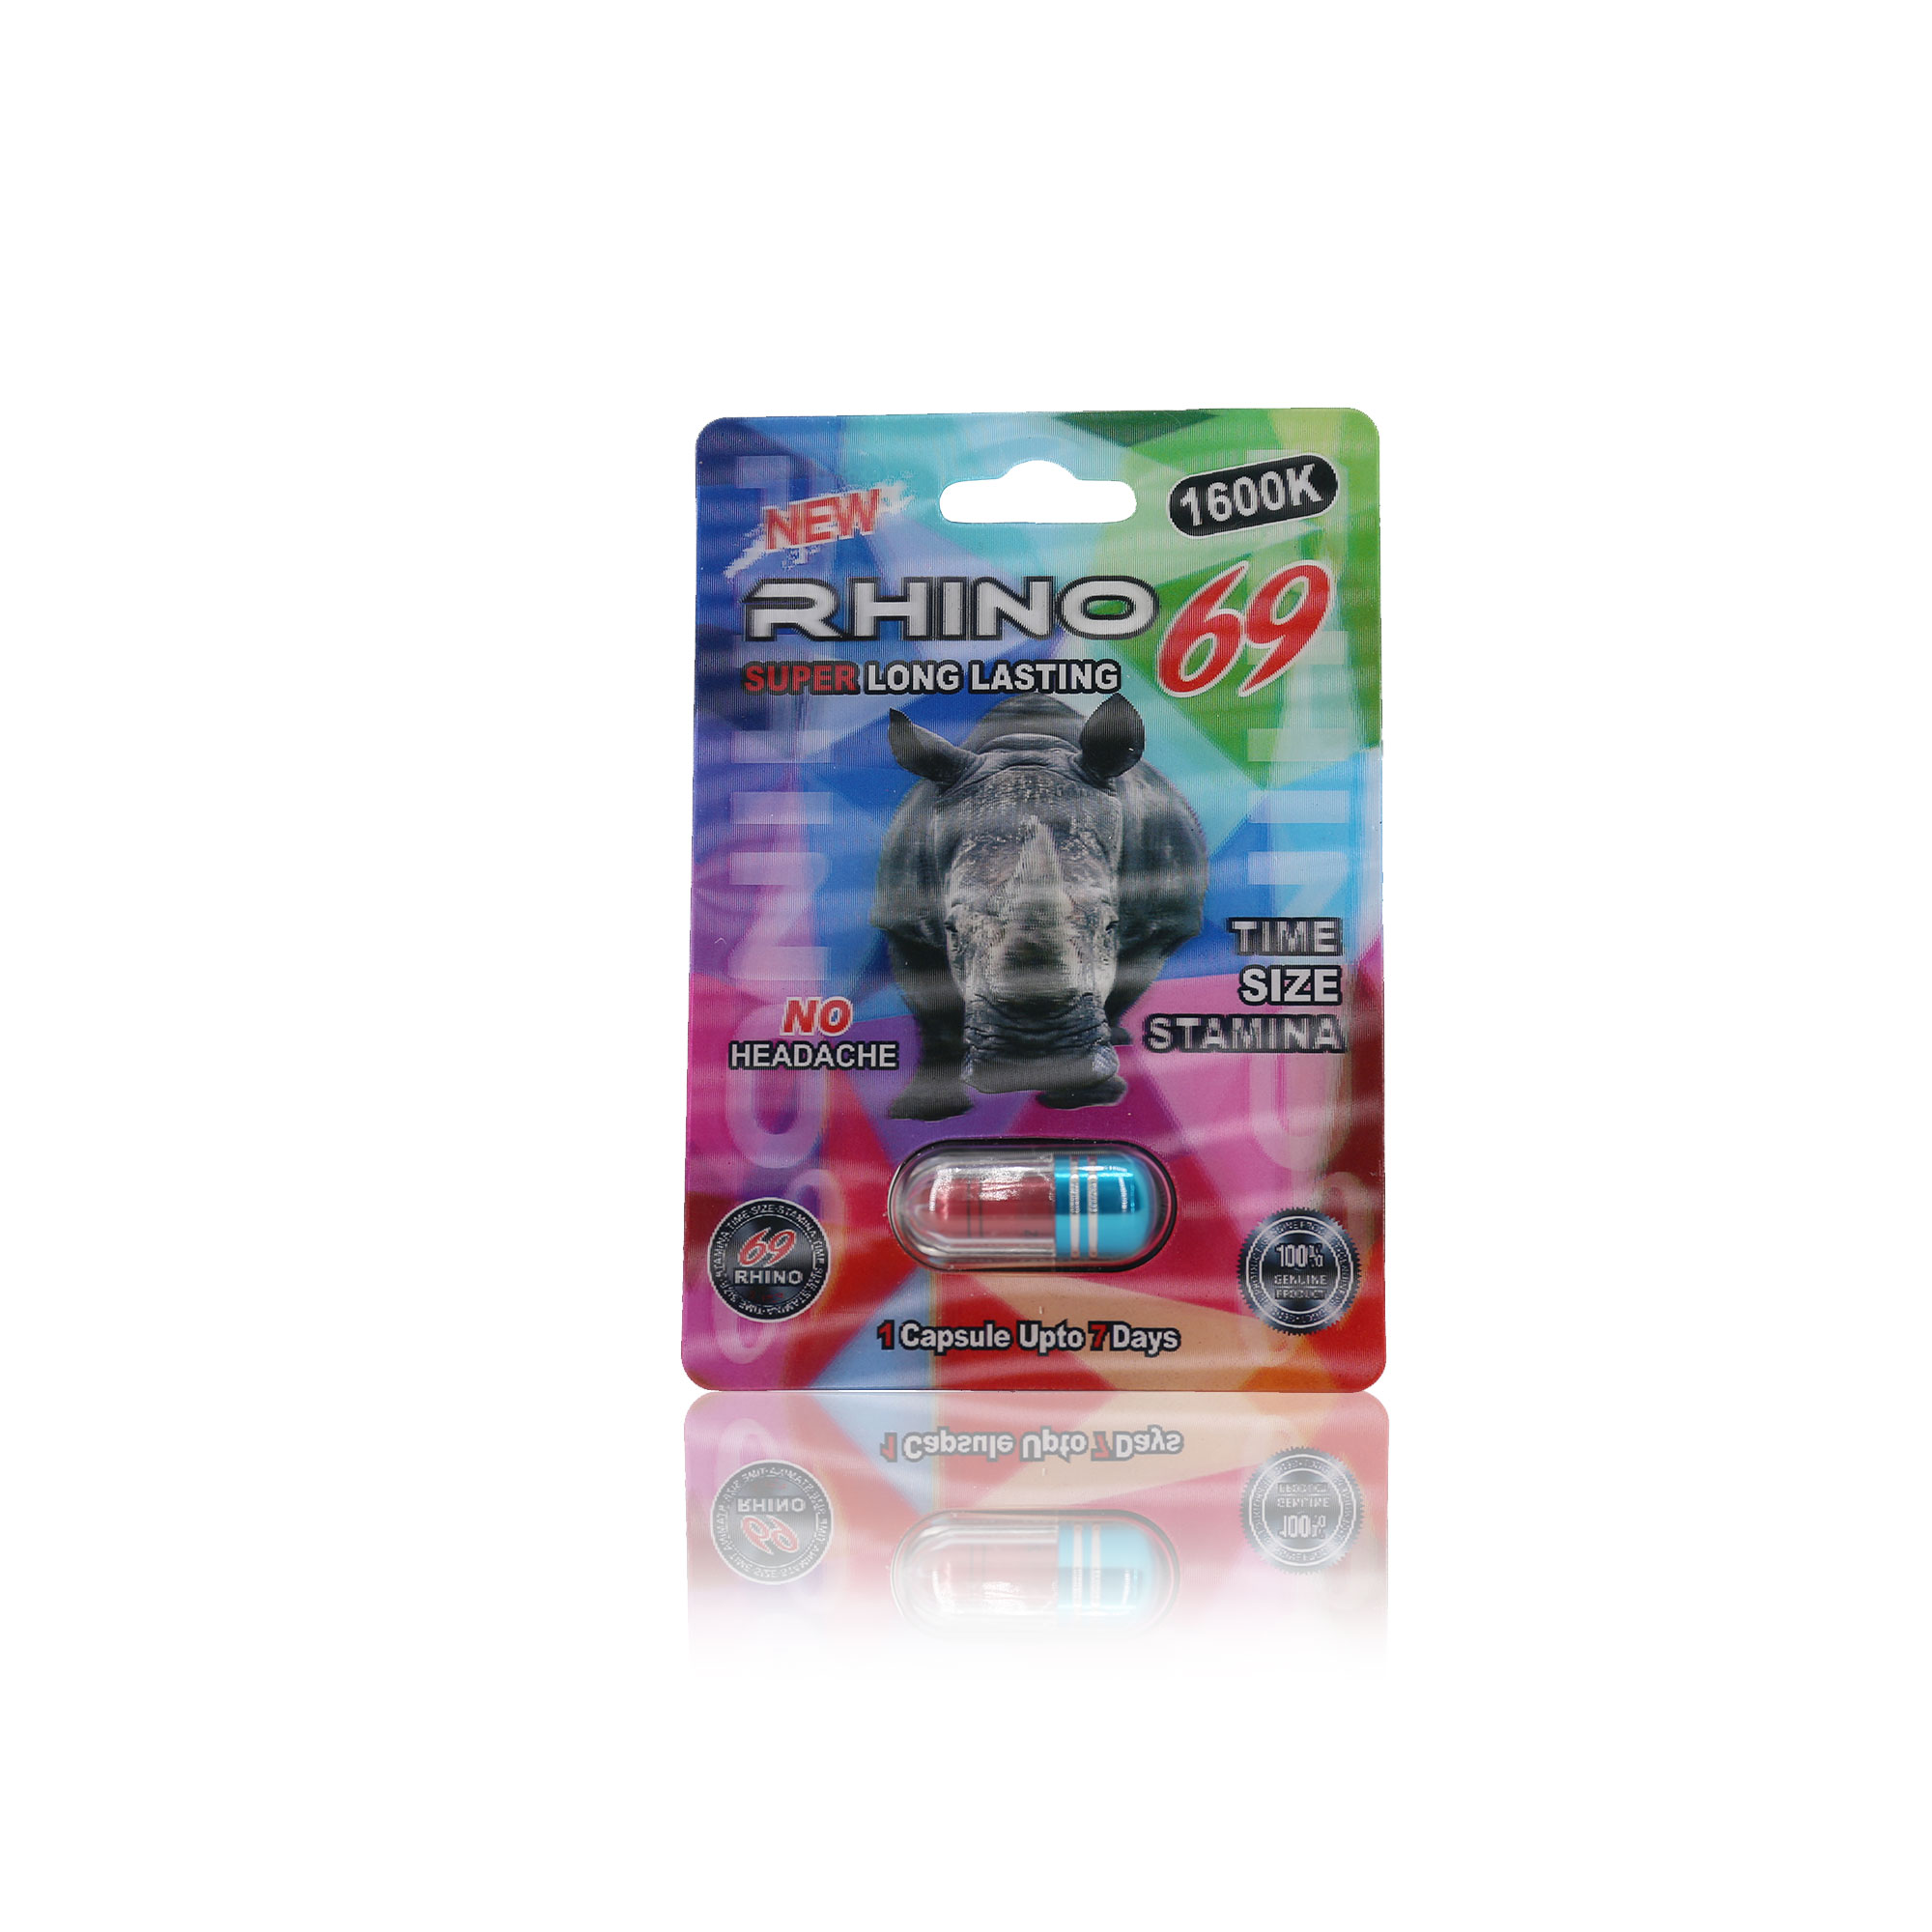 NEW
1600K
RHINO 69
SUPER LONG LASTING
TIME
SIZE
STAMINA
NO
HEADACHE
69
RHINO
100%
GENUINE
PRODUCT
1 Capsule Upto 7 Days